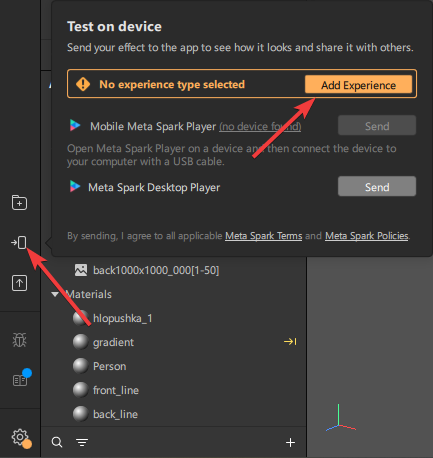 Test on device
Send your effect to the app to see how it looks and share it with others.
No experience type selected
Add Experience
Mobile Meta Spark Player (no device found)
Send
Open Meta Spark Player on a device and then connect the device to
your computer with a USB cable.
Meta Spark Desktop Player
Send
By sending, I agree to all applicable Meta Spark Terms and Meta Spark Policies.
back1000x1000_000[1-50]
Materials
hlopushka_1
gradient
Person
front_line
back_line